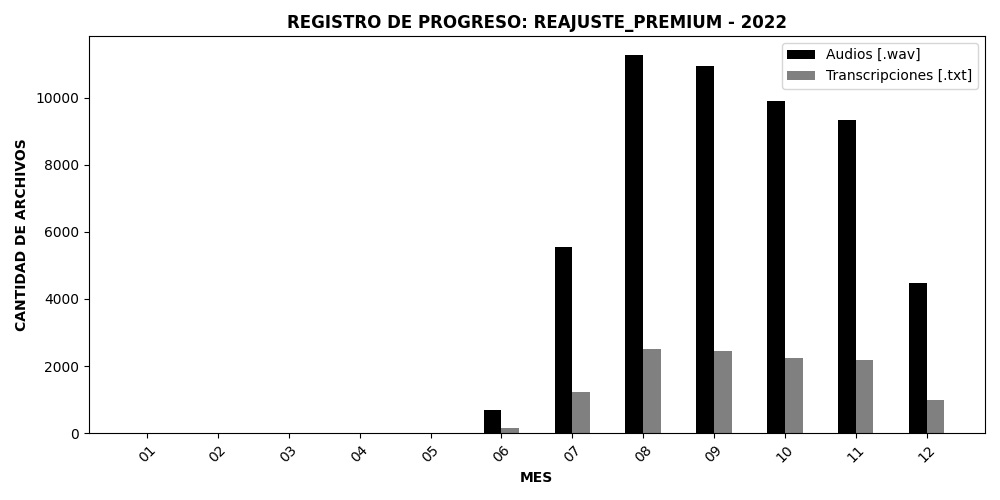 REGISTRO DE PROGRESO: REAJUSTE_PREMIUM - 2022
Audios [.wav]
Transcripciones [.txt]
CANTIDAD DE ARCHIVOS
10000
8000
6000
4000
2000
0
01 02 03 04 05 06 07 08 09 10 11 12
MES